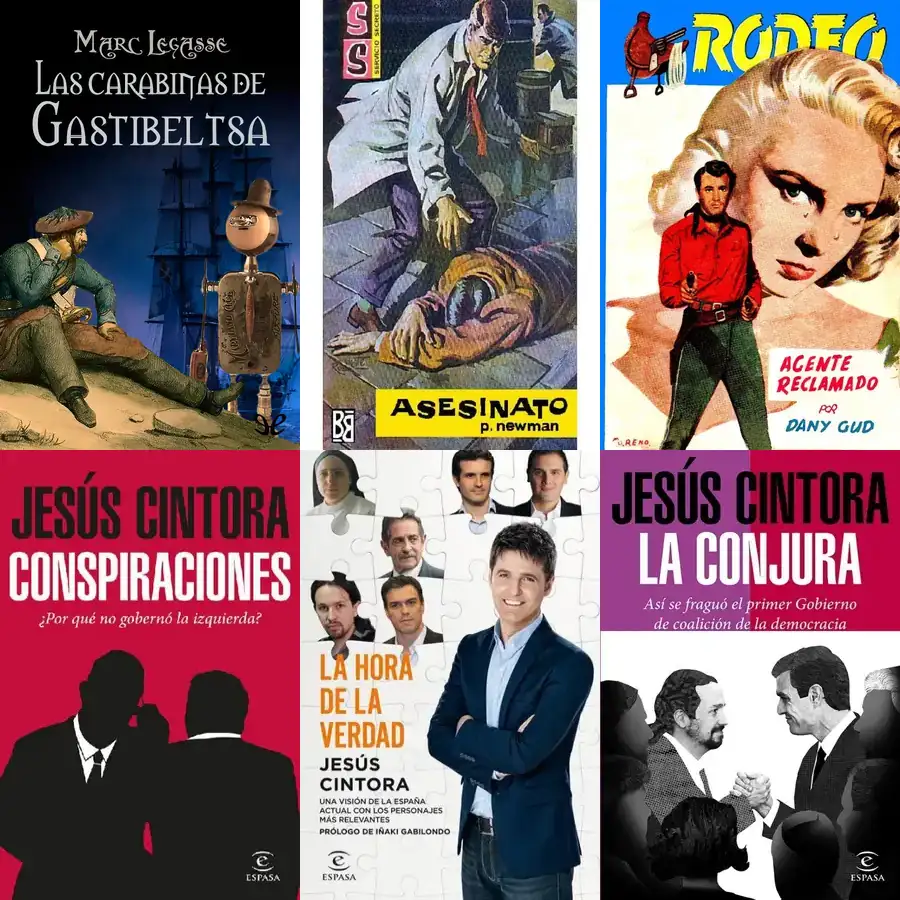 MARC LEGASSE
LAS CARABINAS DE
GASTIBELTSA
S
S
SERVICIO SECRETO
BB
ASESINATO
p. newman
RODEO
AGENTE
RECLAMADO
POR
DANY GUD
JESÚS CINTORA
CONSPIRACIONES
¿Por qué no gobernó la izquierda?
ESPASA
LA HORA
DE LA
VERDAD
JESÚS
CINTORA
UNA VISIÓN DE LA ESPAÑA
ACTUAL CON LOS PERSONAJES
MÁS RELEVANTES
PRÓLOGO DE IÑAKI GABILONDO
ESPASA
JESÚS CINTORA
LA CONJURA
Así se fraguó el primer Gobierno
de coalición de la democracia
ESPASA